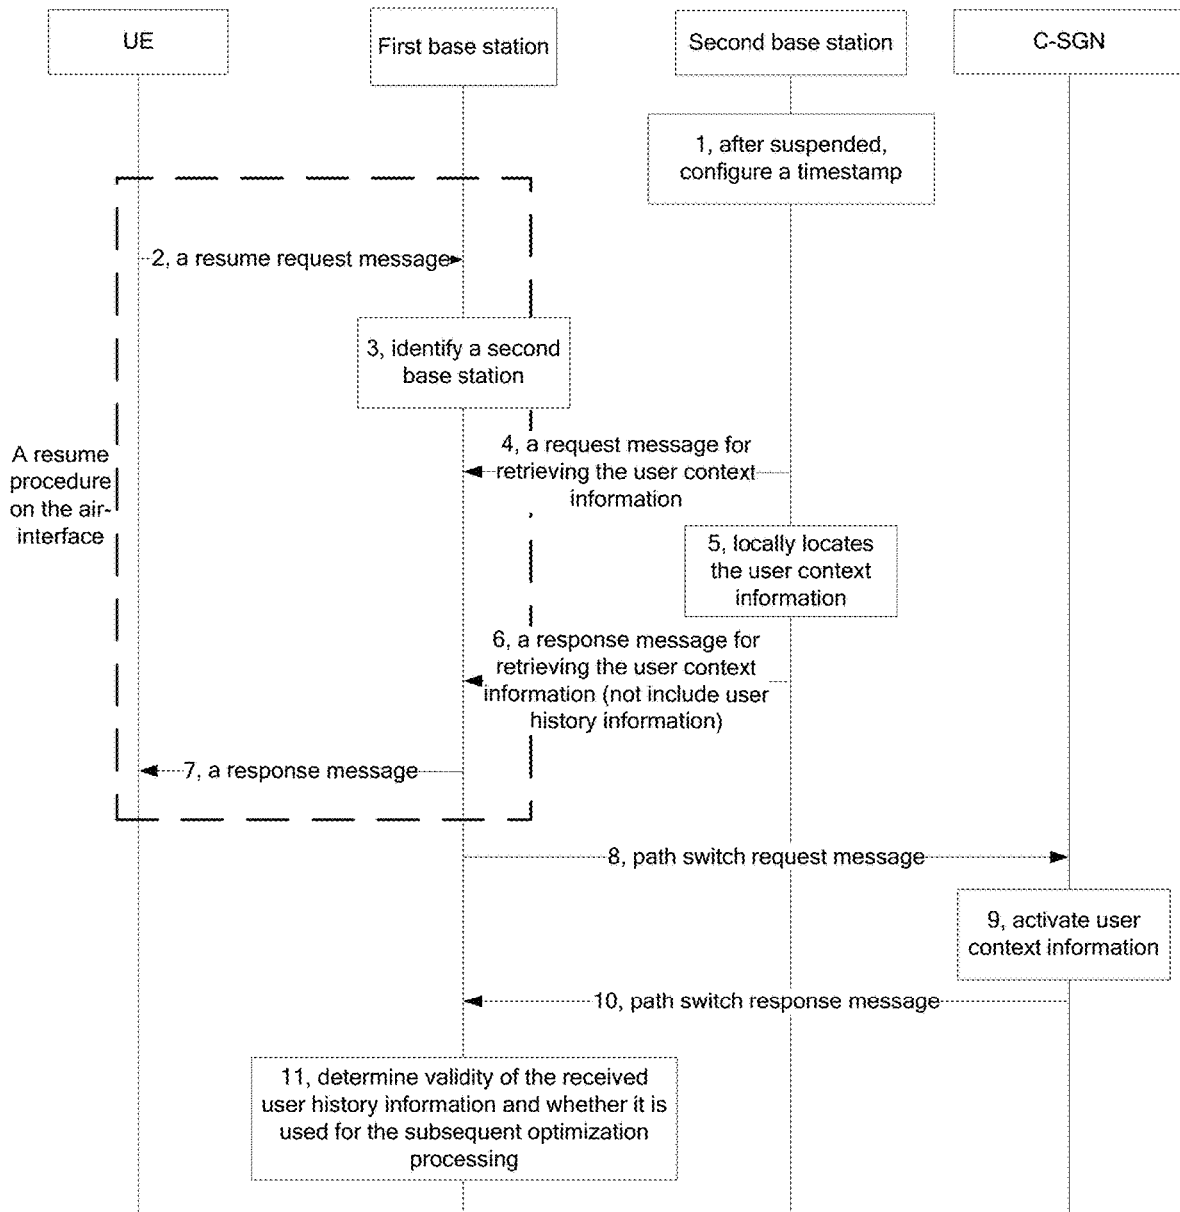 UE
First base station
Second base station
C-SGN
1, after suspended,
configure a timestamp
2, a resume request message
3, identify a second
base station
4, a request message for
retrieving the user context
information
A resume
procedure
on the air-
interface
5, locally locates
the user context
information
6, a response message for
retrieving the user context
information (not include user
history information)
7, a response message
8, path switch request message
9, activate user
context information
10, path switch response message
11, determine validity of the received
user history information and whether it is
used for the subsequent optimization
processing